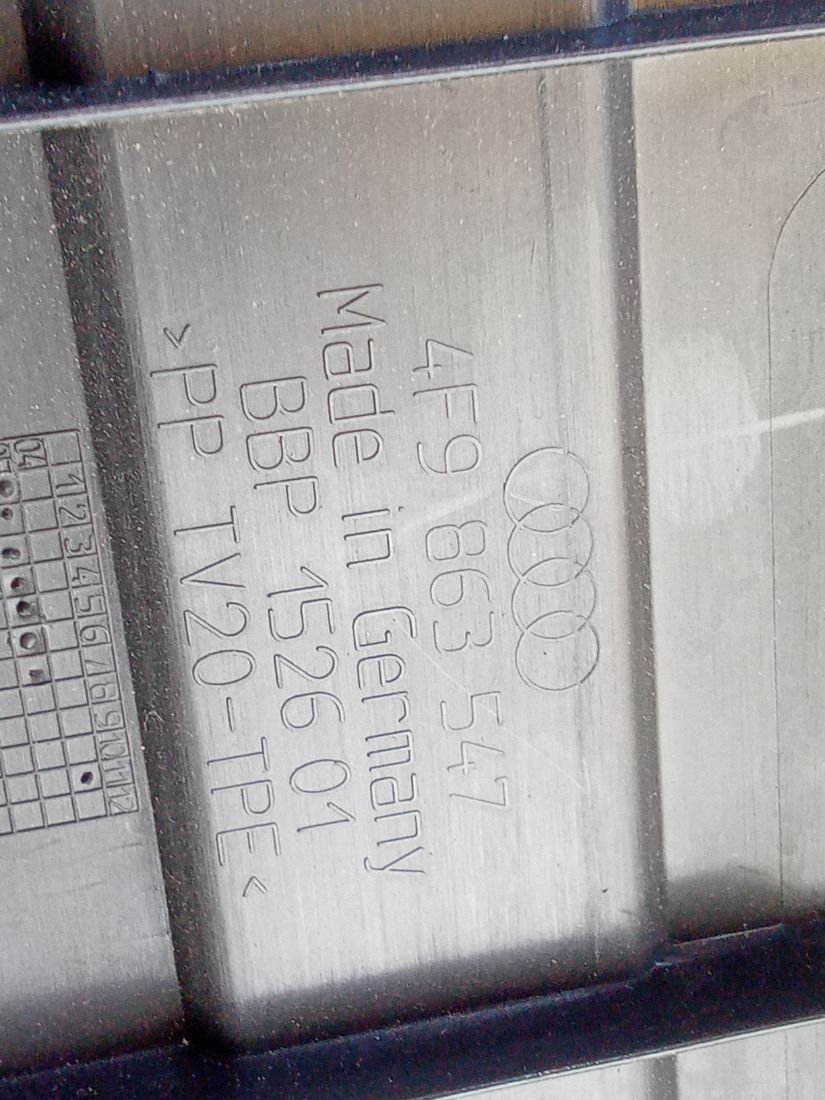 4F9 863 547
Made in Germany
BBP 1526 01
>PP TV20-TPE<
1 2 3 4 5 6 7 8 9 10 11 12
04